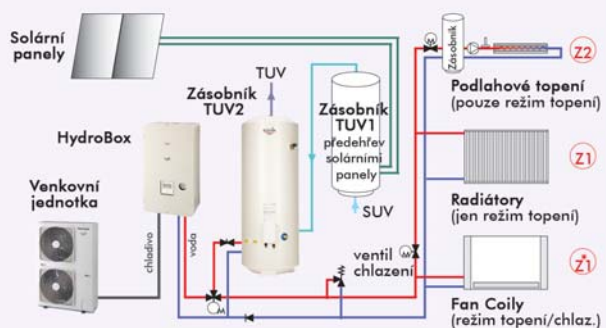 Solární
panely
TUV
Zásobník
TUV2
Zásobník
TUV1
předehřev
solárními
panely
SUV
HydroBox
Venkovní
jednotka
chladivo
voda
M
M
Zásobník
Z2
Podlahové topení
(pouze režim topení)
Z1
Radiátory
(jen režim topení)
ventil
chlazení
M
Z1*
Fan Coily
(režim topení/chlaz.)